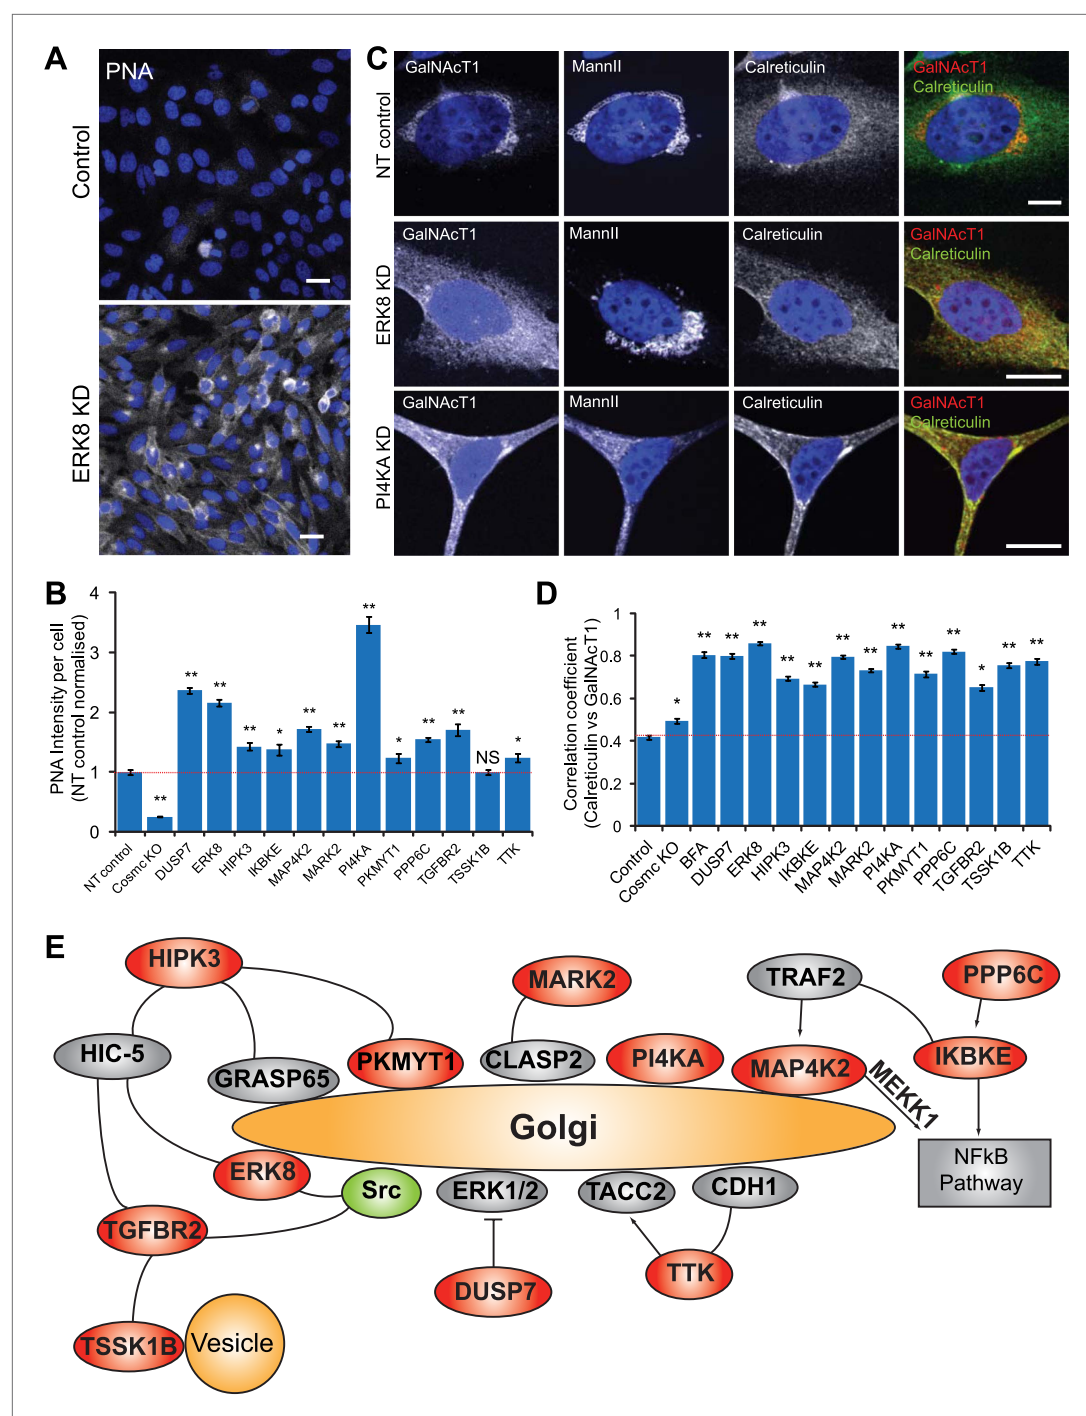 A
PNA
Control
ERK8 KD
C
GalNAcT1
MannII
Calreticulin
GalNAcT1
Calreticulin
NT control
GalNAcT1
MannII
Calreticulin
GalNAcT1
Calreticulin
ERK8 KD
GalNAcT1
MannII
Calreticulin
GalNAcT1
Calreticulin
PI4KA KD
B
PNA Intensity per cell
(NT control normalised)
4
3
2
1
0
**
**
**
**
*
**
**
**
*
**
**
NS
*
NT control
Cosmc KO
DUSP7
ERK8
HIPK3
IKBKE
MAP4K2
MARK2
PI4KA
PKMYT1
PPP6C
TGFBR2
TSSK1B
TTK
D
Correlation coefficient
(Calreticulin vs GalNAcT1)
1
0.8
0.6
0.4
0.2
0
*
**
**
**
**
**
**
**
**
**
**
*
**
**
Control
Cosmc KO
BFA
DUSP7
ERK8
HIPK3
IKBKE
MAP4K2
MARK2
PI4KA
PKMYT1
PPP6C
TGFBR2
TSSK1B
TTK
E
HIPK3
MARK2
TRAF2
PPP6C
HIC-5
GRASP65
PKMYT1
CLASP2
PI4KA
MAP4K2
IKBKE
MEKK1
Golgi
NFkB
Pathway
ERK8
Src
ERK1/2
TACC2
CDH1
TGFBR2
DUSP7
TTK
TSSK1B
Vesicle